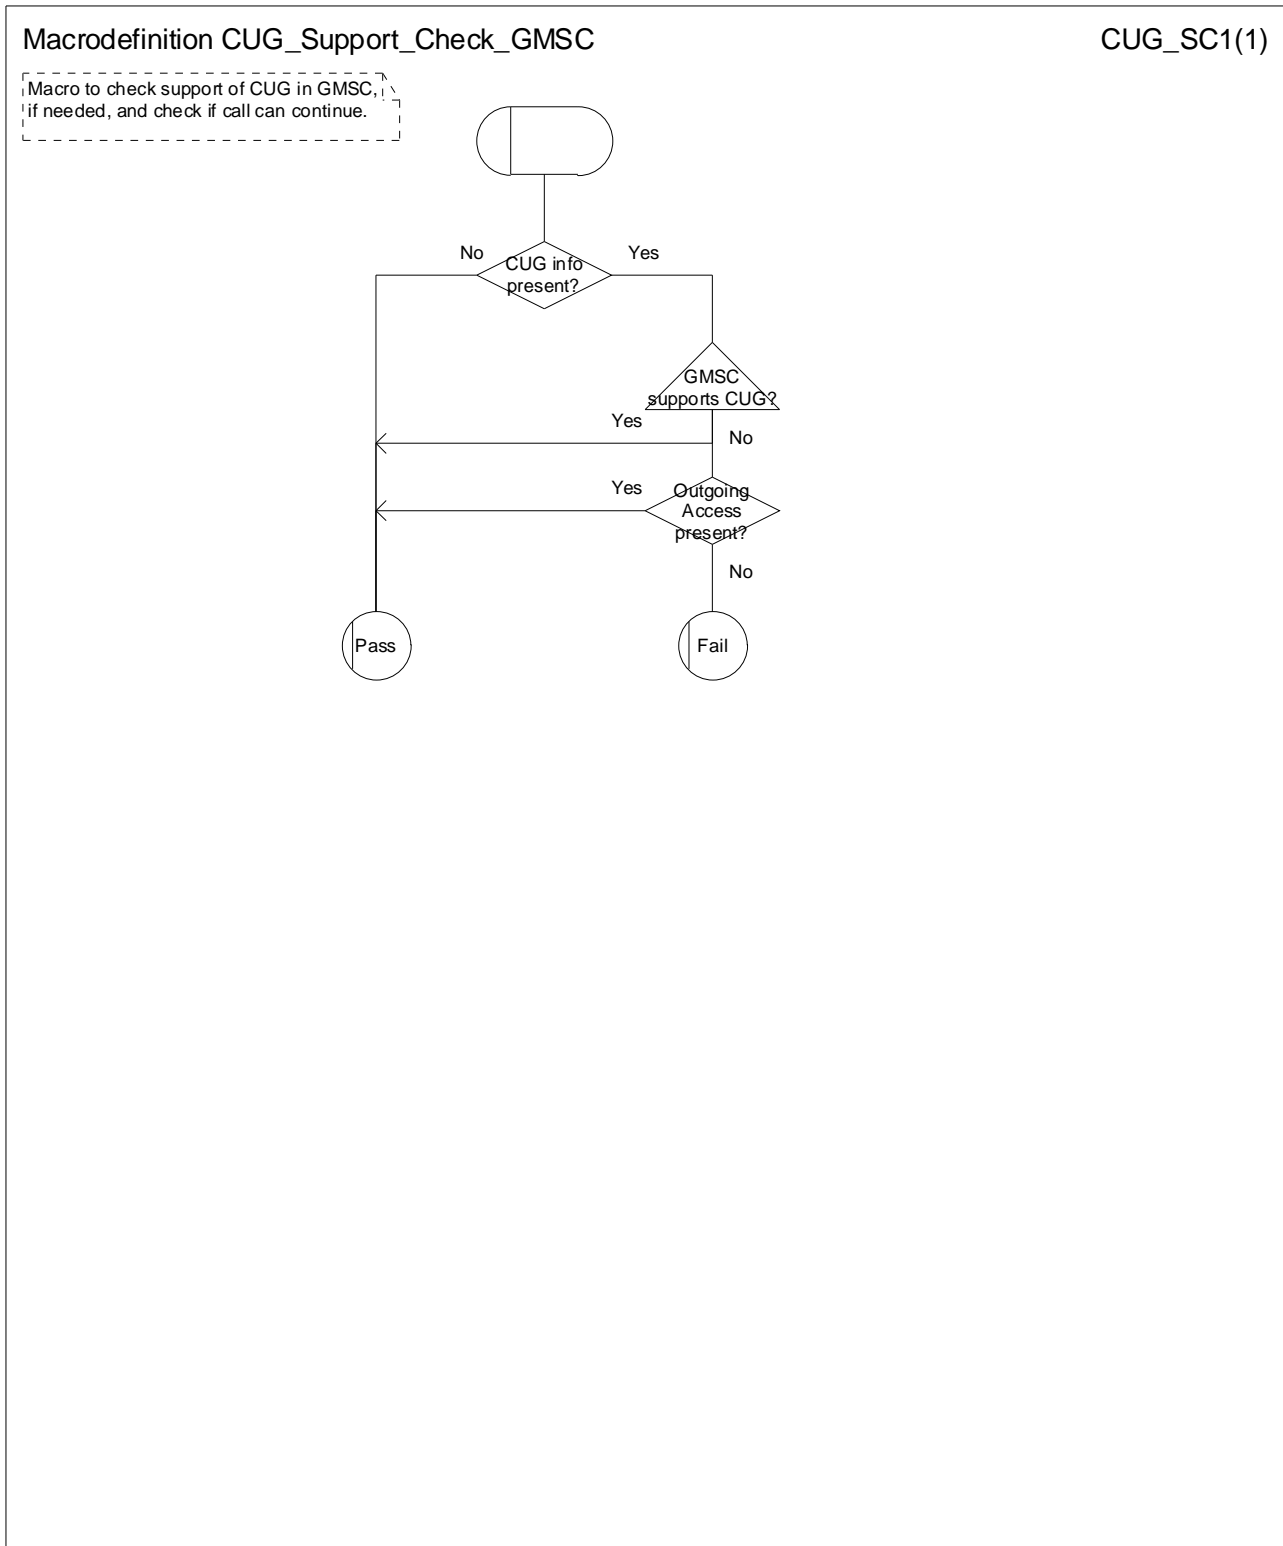 Macrodefinition CUG_Support_Check_GMSC
CUG_SC1(1)
Macro to check support of CUG in GMSC,
if needed, and check if call can continue.
No
Yes
CUG info
present?
GMSC
supports CUG?
Yes
No
Yes
Outgoing
Access
present?
No
Pass
Fail